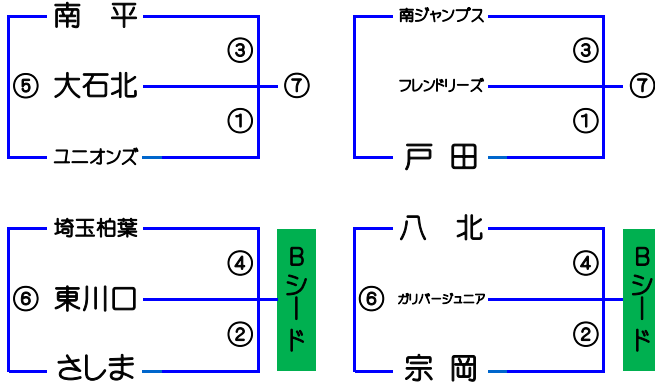 南 平
③
⑤ 大石北 ⑦
①
ユニオンズ
南ジャンプス
③
フレンドリーズ ⑦
①
戸 田
埼玉柏葉
④
⑥ 東川口
②
さしま
Bシード
八 北
④
⑥ ガリバージュニア
②
宗 岡
Bシード